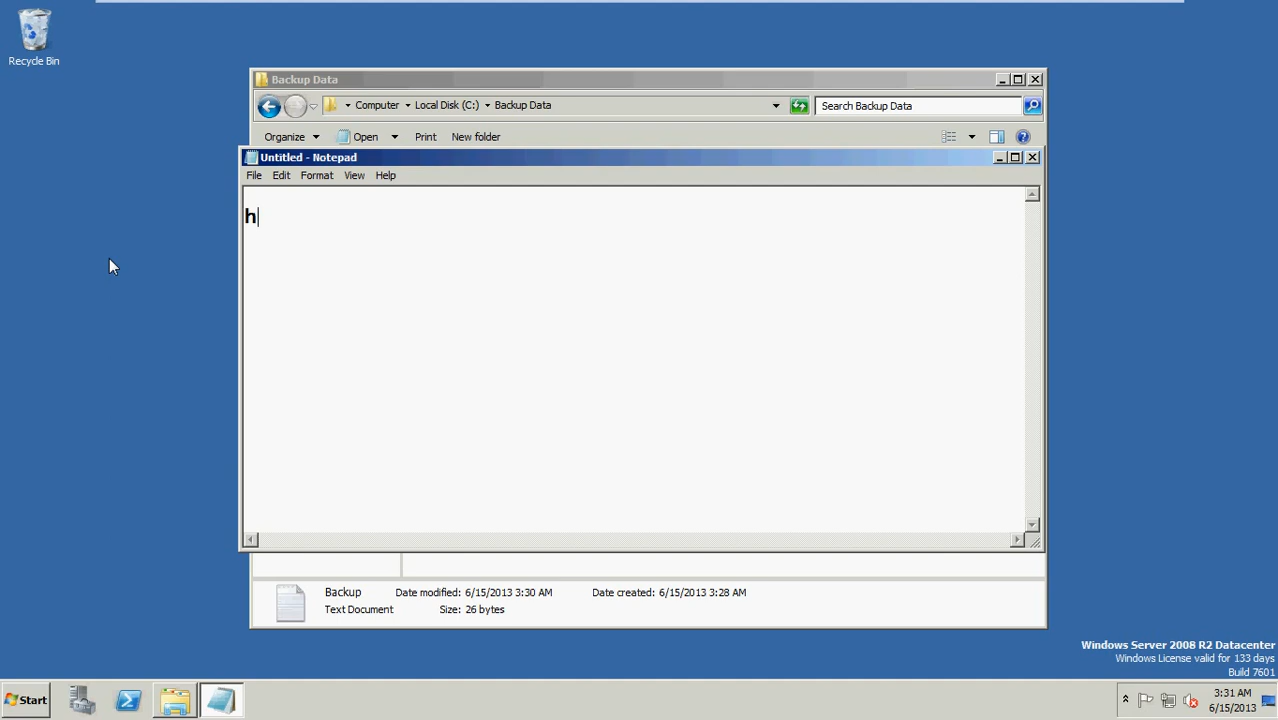 Recycle Bin
Backup Data
Computer Local Disk (C:) Backup Data
Search Backup Data
Organize Open Print New folder
Untitled - Notepad
File Edit Format View Help
h
Backup Date modified: 6/15/2013 3:30 AM Date created: 6/15/2013 3:28 AM
Text Document Size: 26 bytes
Windows Server 2008 R2 Datacenter
Windows License valid for 133 days
Build 7601
Start
3:31 AM
6/15/2013